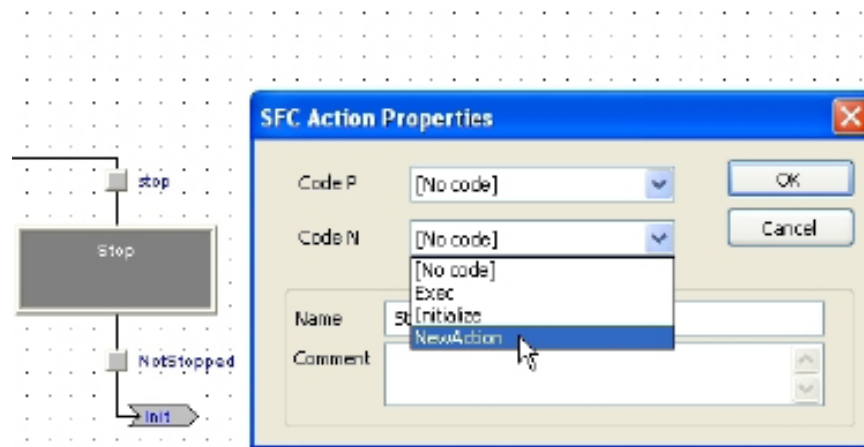 stop
Stop
NotStopped
Init
SFC Action Properties
Code P
[No code]
OK
Code N
[No code]
Cancel
[No code]
Exec
Initialize
NewAction
Name
St
Comment